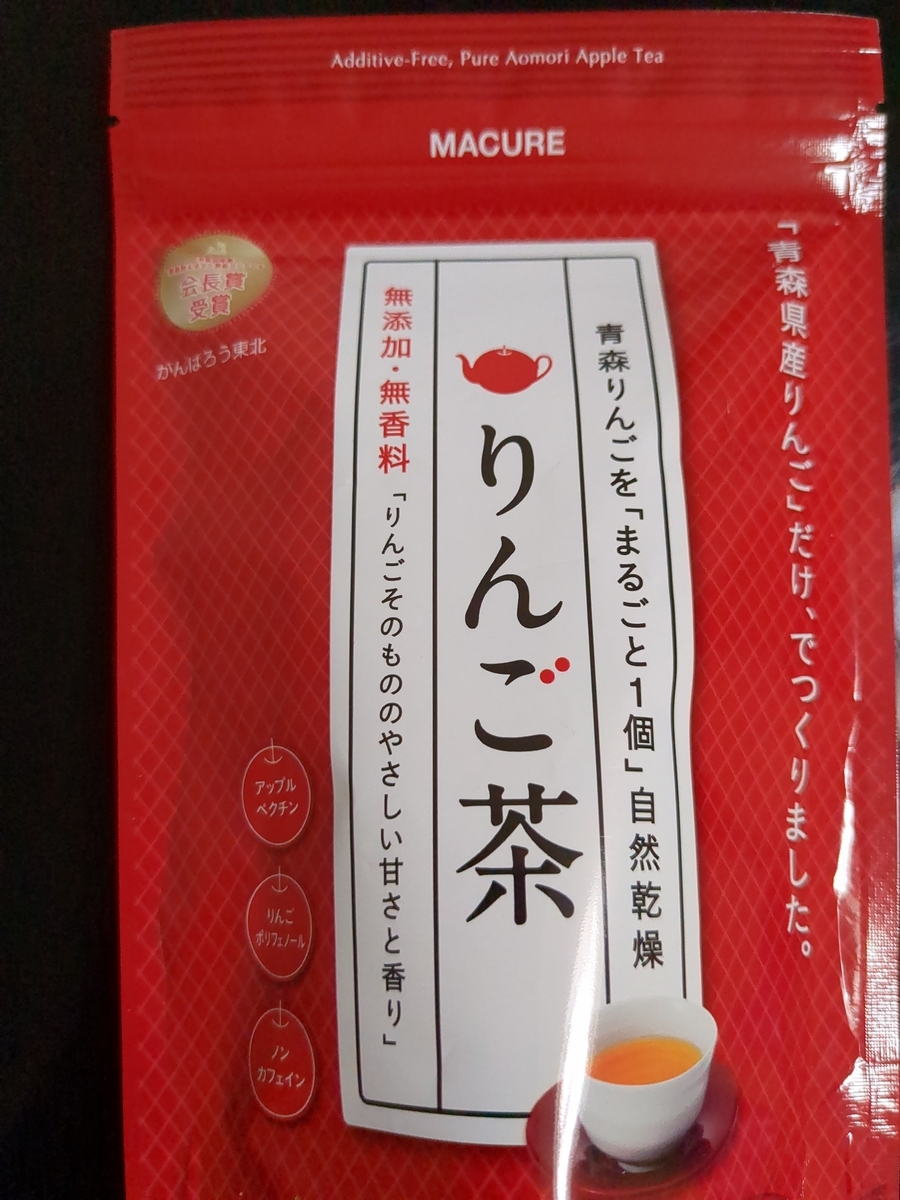 Additive-Free, Pure Aomori Apple Tea
MACURE
「青森県産りんご」だけ、でつくりました。
青森りんごを「まるごと1個」自然乾燥
りんご茶
無添加・無香料「りんごそのもののやさしい甘さと香り」
会長賞
受賞
がんばろう東北
アップル
ペクチン
りんご
ポリフェノール
ノン
カフェイン